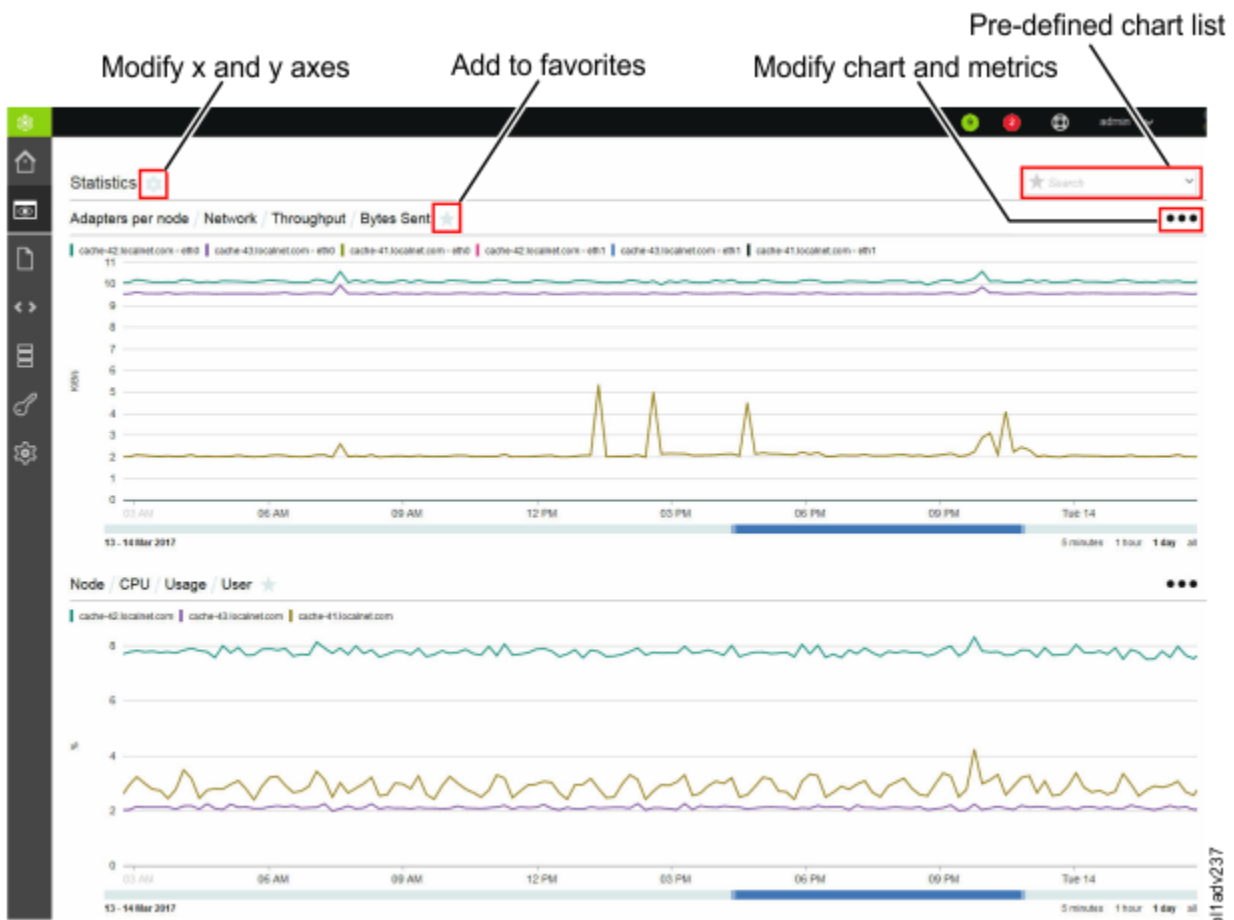 Pre-defined chart list
Modify x and y axes
Add to favorites
Modify chart and metrics
admin
Statistics
Search
Adapters per node / Network / Throughput / Bytes Sent
cache-42.localnet.com - eth0 cache-43.localnet.com - eth0 cache-41.localnet.com - eth0 cache-42.localnet.com - eth1 cache-43.localnet.com - eth1 cache-41.localnet.com - eth1
11
10
9
8
7
6
5
4
3
2
1
0
03 AM 06 AM 09 AM 12 PM 03 PM 06 PM 09 PM Tue 14
13 - 14 Mar 2017 5 minutes 1 hour 1 day all
Node / CPU / Usage / User
cache-42.localnet.com cache-43.localnet.com cache-41.localnet.com
8
6
%
4
2
0
03 AM 06 AM 09 AM 12 PM 03 PM 06 PM 09 PM Tue 14
13 - 14 Mar 2017 5 minutes 1 hour 1 day all
bl1adv237